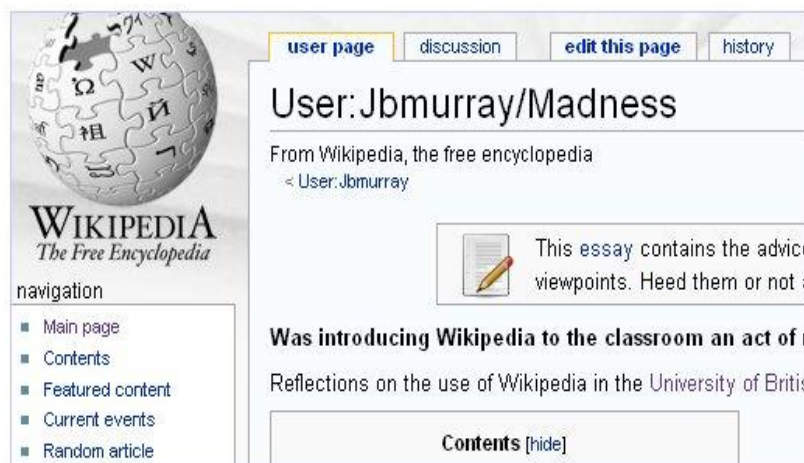 user page discussion edit this page history
User:Jbmurray/Madness
From Wikipedia, the free encyclopedia
< User:Jbmurray
This essay contains the advice
viewpoints. Heed them or not
Was introducing Wikipedia to the classroom an act of
Reflections on the use of Wikipedia in the University of Britis
Contents [hide]
WIKIPEDIA
The Free Encyclopedia
navigation
Main page
Contents
Featured content
Current events
Random article
Ω W И 祖